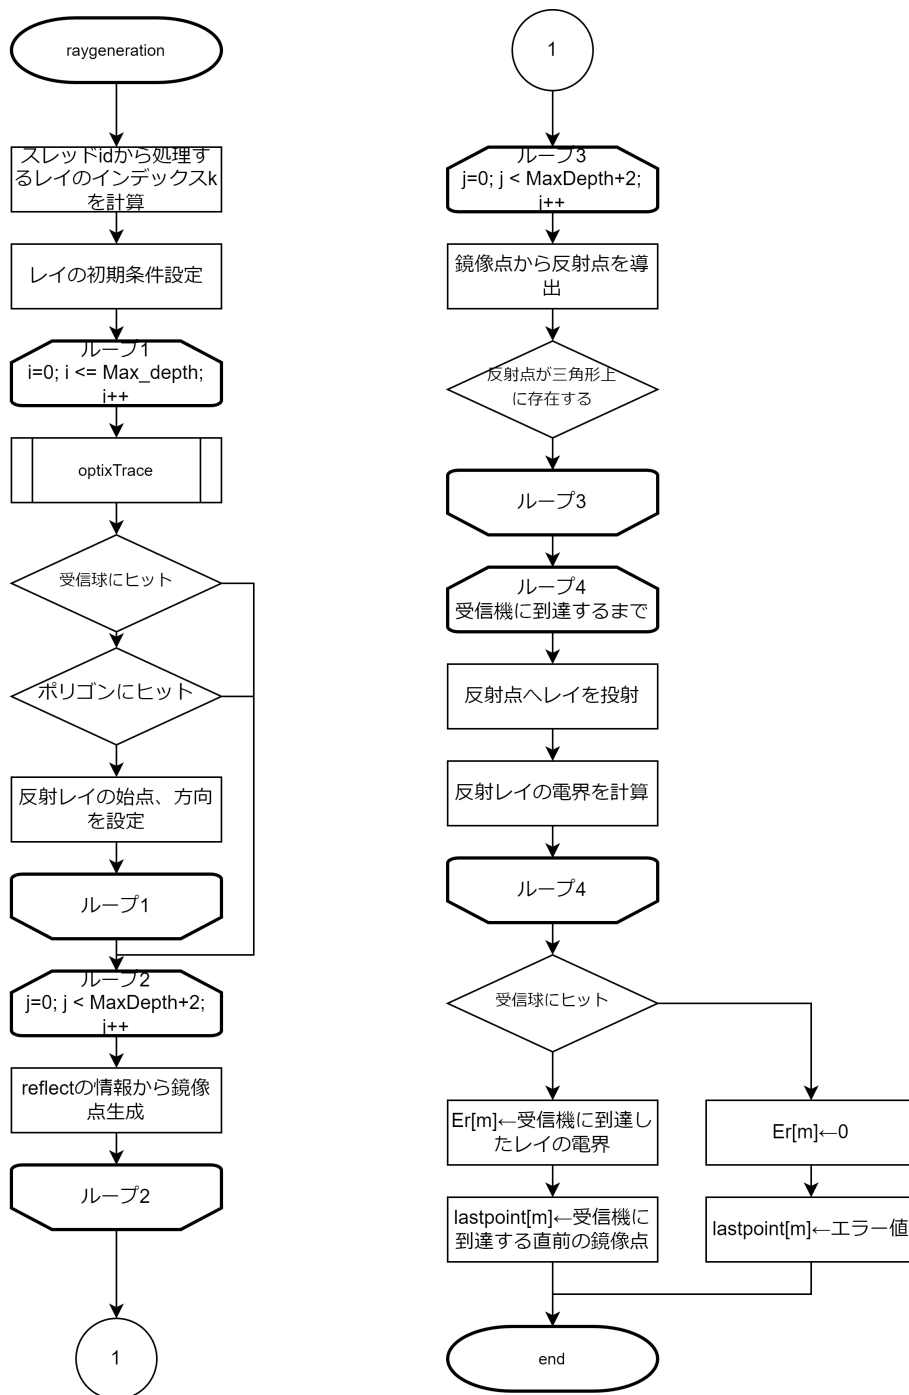 raygeneration
スレッドidから処理す
るレイのインデックスk
を計算
レイの初期条件設定
ループ1
i=0; i <= Max_depth;
i++
optixTrace
受信球にヒット
ポリゴンにヒット
反射レイの始点、方向
を設定
ループ1
ループ2
j=0; j < MaxDepth+2;
j++
reflectの情報から鏡像
点生成
ループ2
1
1
ループ3
j=0; j < MaxDepth+2;
j++
鏡像点から反射点を導
出
反射点が三角形上
に存在する
ループ3
ループ4
受信機に到達するまで
反射点へレイを投射
反射レイの電界を計算
ループ4
受信球にヒット
Er[m]←受信機に到達し
たレイの電界
lastpoint[m]←受信機に
到達する直前の鏡像点
Er[m]←0
lastpoint[m]←エラー値
end